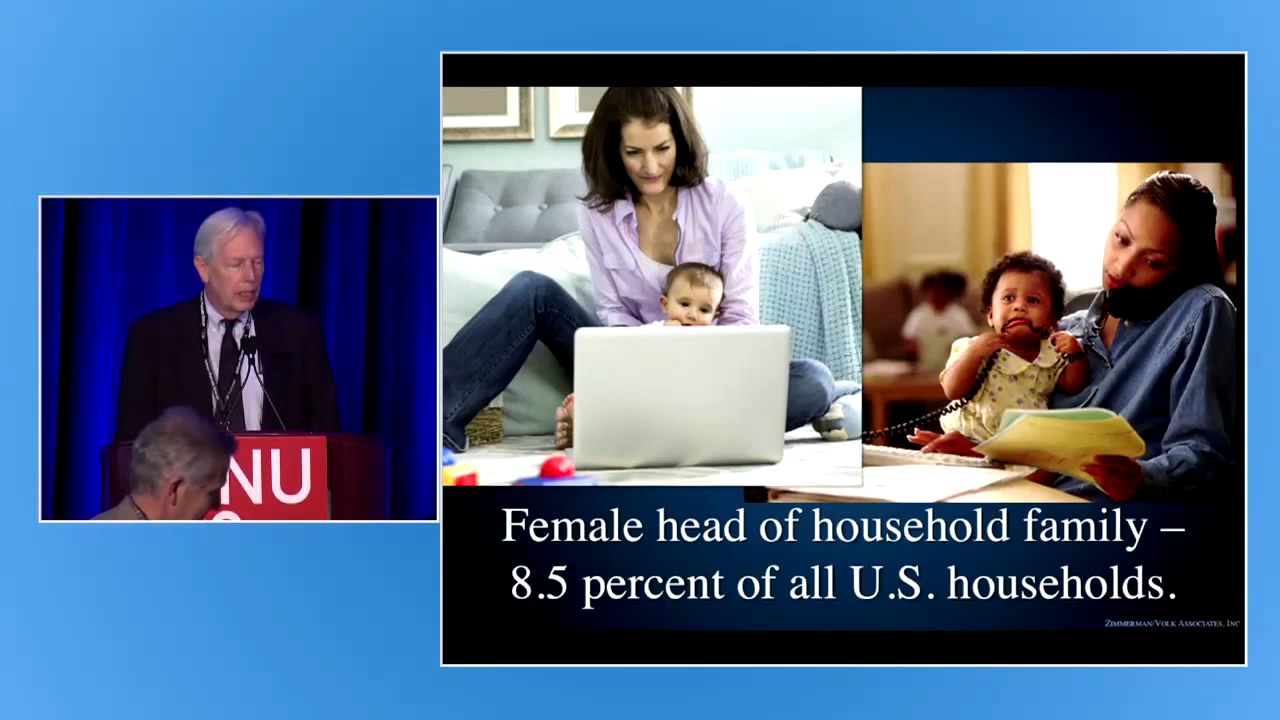 NU
Female head of household family –
8.5 percent of all U.S. households.
ZIMMERMAN/VOLK ASSOCIATES, INC